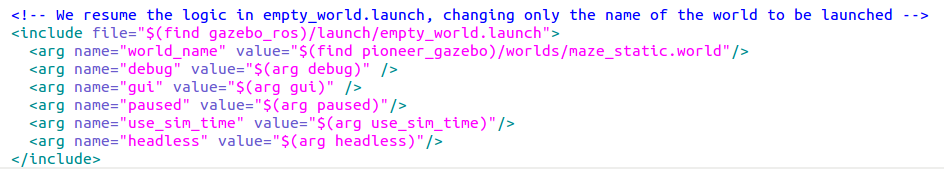 <!-- We resume the logic in empty_world.launch, changing only the name of the world to be launched -->
<include file="$(find gazebo_ros)/launch/empty_world.launch">
  <arg name="world_name" value="$(find pioneer_gazebo)/worlds/maze_static.world"/>
  <arg name="debug" value="$(arg debug)" />
  <arg name="gui" value="$(arg gui)" />
  <arg name="paused" value="$(arg paused)"/>
  <arg name="use_sim_time" value="$(arg use_sim_time)"/>
  <arg name="headless" value="$(arg headless)"/>
</include>